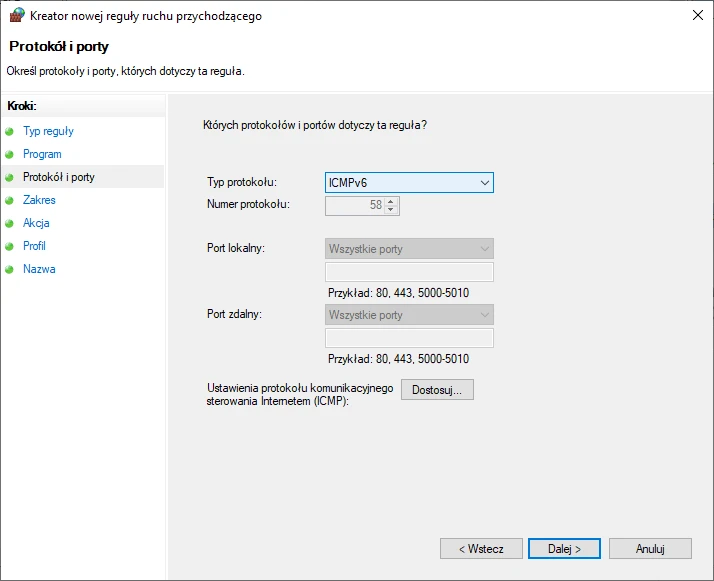 Kreator nowej reguły ruchu przychodzącego
Protokół i porty
Określ protokoły i porty, których dotyczy ta reguła.
Kroki:
Typ reguły
Program
Protokół i porty
Zakres
Akcja
Profil
Nazwa
Których protokołów i portów dotyczy ta reguła?
Typ protokołu: ICMPv6
Numer protokołu: 58
Port lokalny: Wszystkie porty
Przykład: 80, 443, 5000-5010
Port zdalny: Wszystkie porty
Przykład: 80, 443, 5000-5010
Ustawienia protokołu komunikacyjnego
sterowania Internetem (ICMP):
Dostosuj...
< Wstecz Dalej > Anuluj